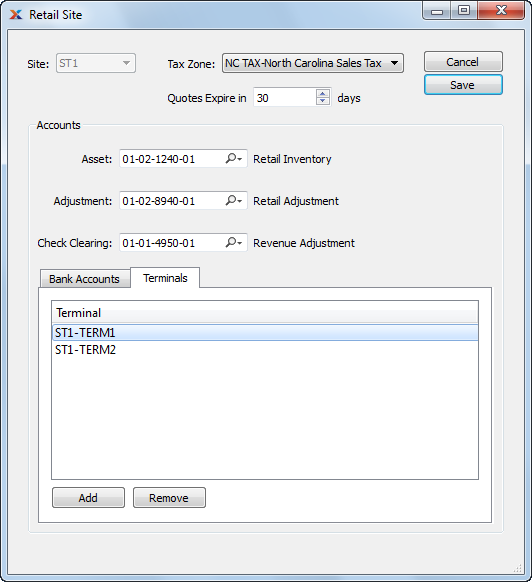 Retail Site
Site: ST1 Tax Zone: NC TAX-North Carolina Sales Tax Cancel
Save
Quotes Expire in 30 days
Accounts
Asset: 01-02-1240-01 Retail Inventory
Adjustment: 01-02-8940-01 Retail Adjustment
Check Clearing: 01-01-4950-01 Revenue Adjustment
Bank Accounts Terminals
Terminal
ST1-TERM1
ST1-TERM2
Add Remove